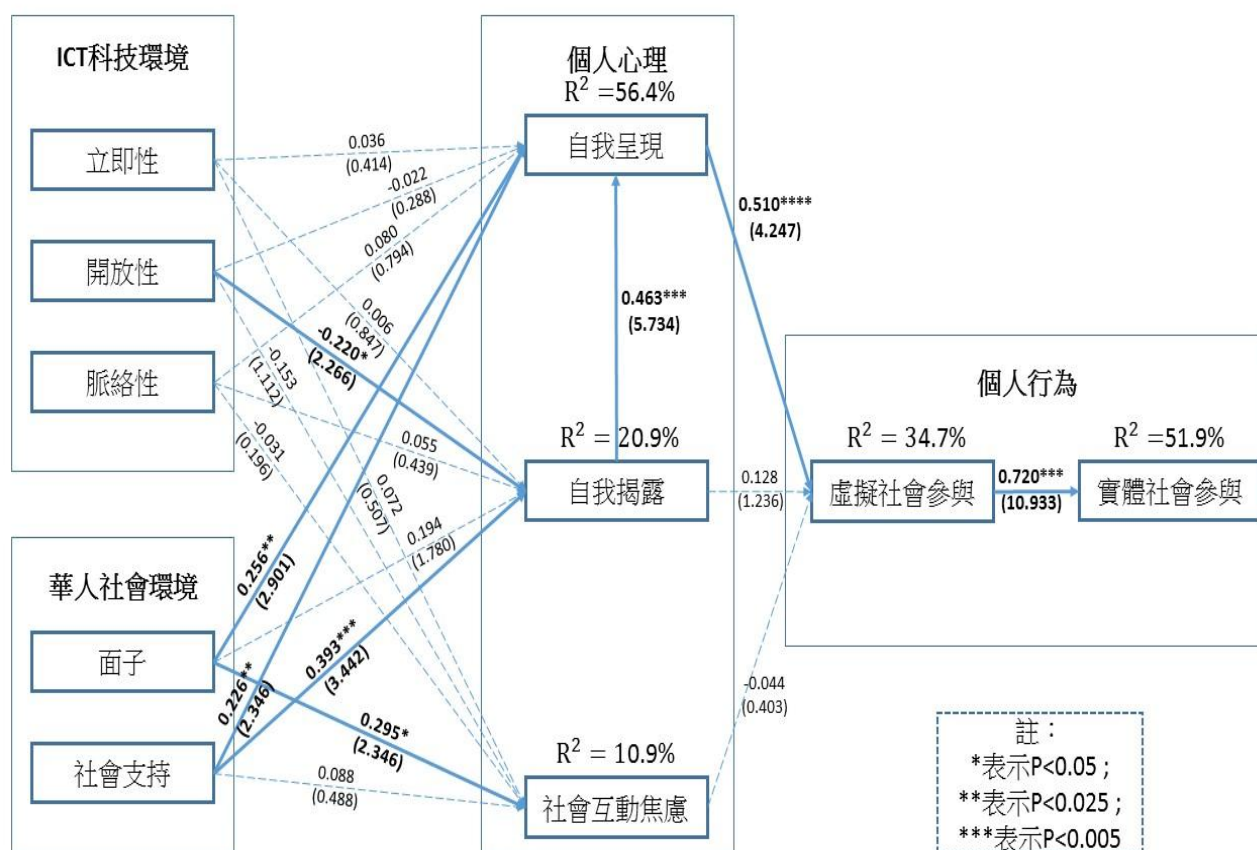 ICT科技環境
立即性
開放性
脈絡性
華人社會環境
面子
社會支持
個人心理
R² =56.4%
自我呈現
R² = 20.9%
自我揭露
R² = 10.9%
社會互動焦慮
0.036
(0.414)
-0.022
(0.288)
0.080
(0.794)
0.006
(0.847)
-0.220*
(2.266)
-0.153
(1.112)
-0.031
(0.196)
0.055
(0.439)
0.072
(0.507)
0.256**
(2.901)
0.194
(1.780)
0.226**
(2.346)
0.393***
(3.442)
0.295*
(2.346)
0.088
(0.488)
0.463***
(5.734)
0.510****
(4.247)
0.128
(1.236)
-0.044
(0.403)
個人行為
R² = 34.7%
虛擬社會參與
0.720***
(10.933)
R² =51.9%
實體社會參與
註：
*表示P<0.05；
**表示P<0.025；
***表示P<0.005